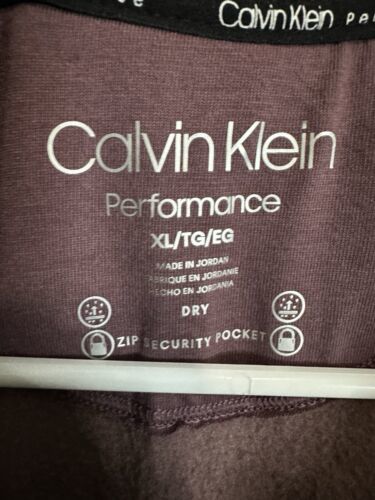 Calvin Klein
Calvin Klein
Performance
XL/TG/EG
MADE IN JORDAN
FABRIQUE EN JORDANIE
HECHO EN JORDANIA
DRY
ZIP SECURITY POCKET